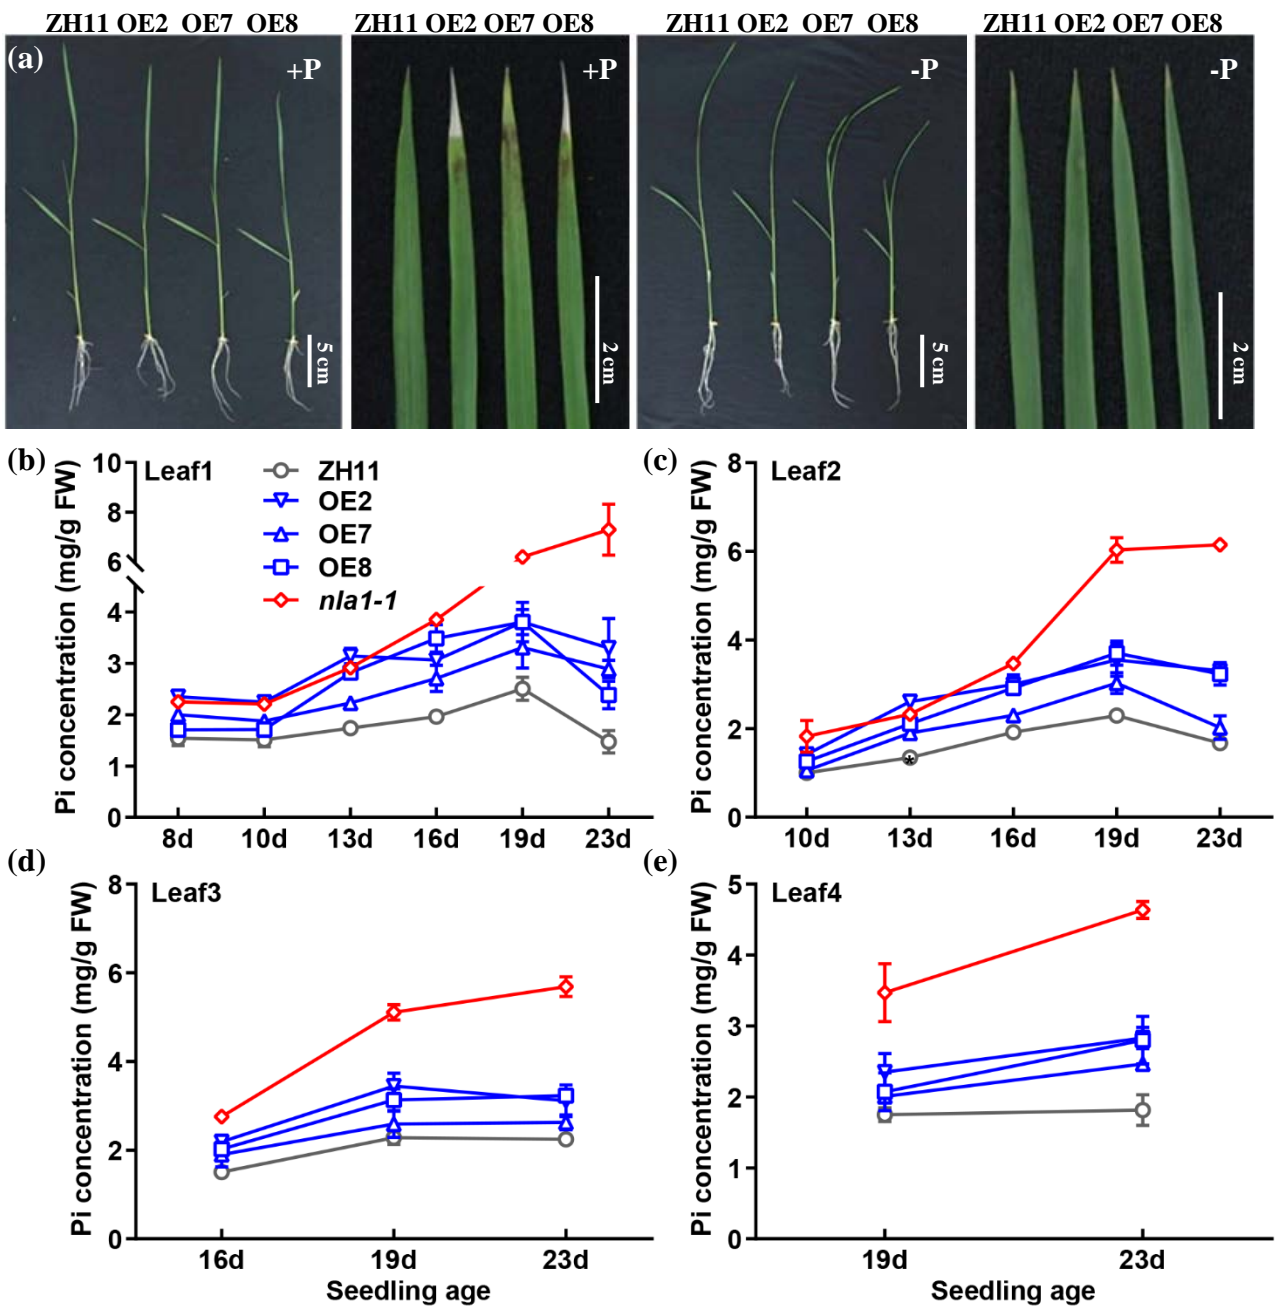 ZH11 OE2 OE7 OE8
ZH11 OE2 OE7 OE8
ZH11 OE2 OE7 OE8
ZH11 OE2 OE7 OE8
(a)
+P
+P
-P
-P
5 cm
2 cm
5 cm
2 cm
(b)
Leaf1
ZH11
OE2
OE7
OE8
nla1-1
Pi concentration (mg/g FW)
10
8
6
4
3
2
1
0
8d 10d 13d 16d 19d 23d
(c)
Leaf2
Pi concentration (mg/g FW)
8
6
4
2
0
*
10d 13d 16d 19d 23d
(d)
Leaf3
Pi concentration (mg/g FW)
8
6
4
2
0
16d 19d 23d
Seedling age
(e)
Leaf4
Pi concentration (mg/g FW)
5
4
3
2
1
0
19d 23d
Seedling age